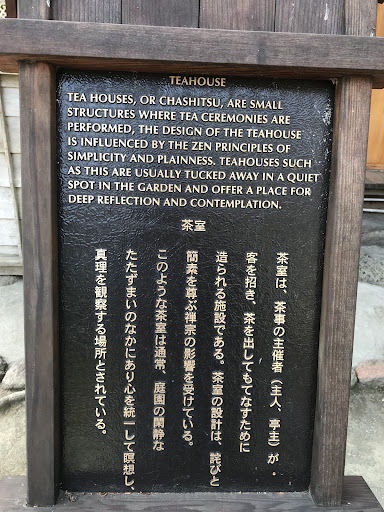 TEAHOUSE
TEA HOUSES, OR CHASHITSU, ARE SMALL
STRUCTURES WHERE TEA CEREMONIES ARE
PERFORMED, THE DESIGN OF THE TEAHOUSE
IS INFLUENCED BY THE ZEN PRINCIPLES OF
SIMPLICITY AND PLAINNESS. TEAHOUSES SUCH
AS THIS ARE USUALLY TUCKED AWAY IN A QUIET
SPOT IN THE GARDEN AND OFFER A PLACE FOR
DEEP REFLECTION AND CONTEMPLATION.
茶室
茶室は、茶事の主催者（主人、亭主）が、
客を招き、茶を出してもてなすために
造られる施設である。茶室の設計は、詫びと
簡素を尊ぶ禅宗の影響を受けている。
このような茶室は通常、庭園の閑静な
たたずまいのなかにあり心を統一して瞑想し、
真理を観察する場所とされている。